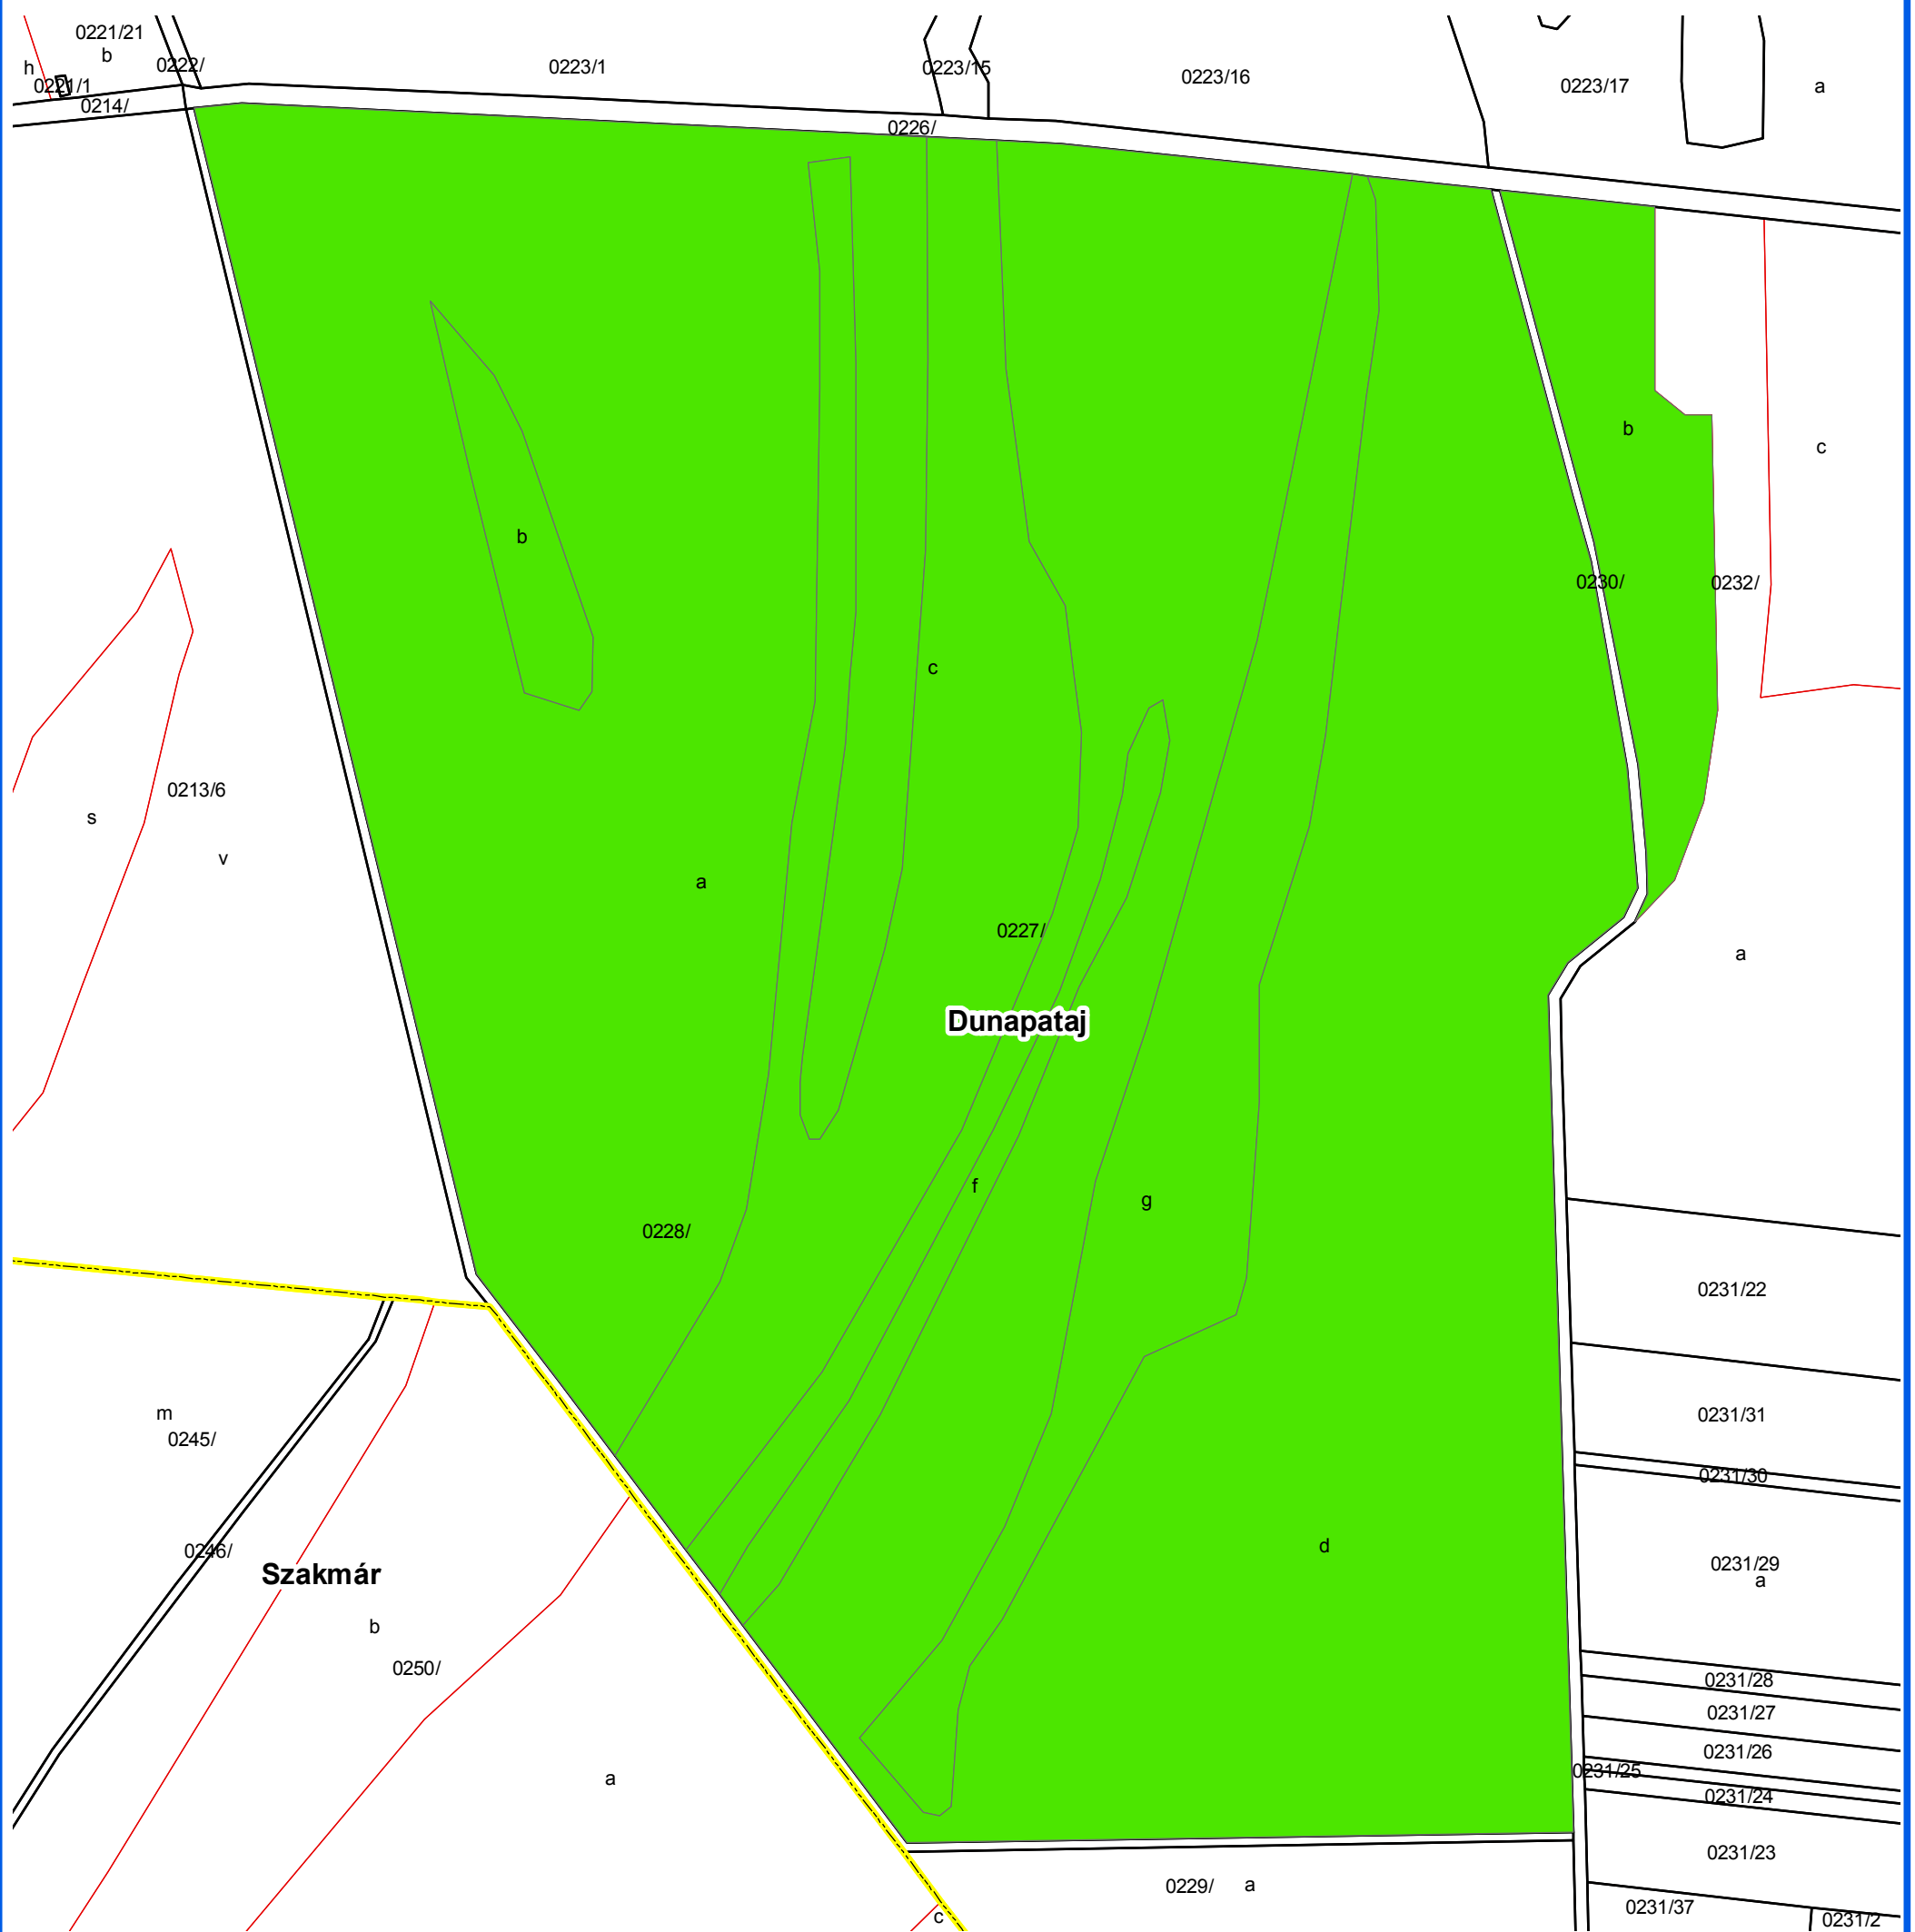 0221/21
b
h
0222/
0223/1
0223/15
0223/16
0223/17
a
0221/1
0214/
0226/
b
c
b
0230/
0232/
c
0213/6
s
v
a
0227/
a
Dunapataj
f
g
0228/
0231/22
m
0245/
0231/31
0231/30
0246/
Szakmár
d
0231/29
a
b
0250/
0231/28
0231/27
0231/26
0231/25
a
0231/24
0231/23
0229/
a
0231/37
c
0231/2